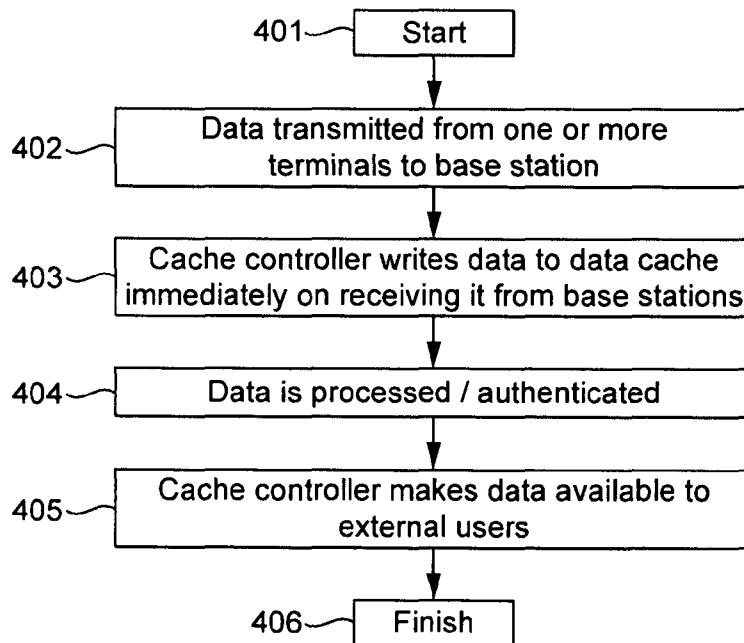 401 Start
402 Data transmitted from one or more
terminals to base station
403 Cache controller writes data to data cache
immediately on receiving it from base stations
404 Data is processed / authenticated
405 Cache controller makes data available to
external users
406 Finish